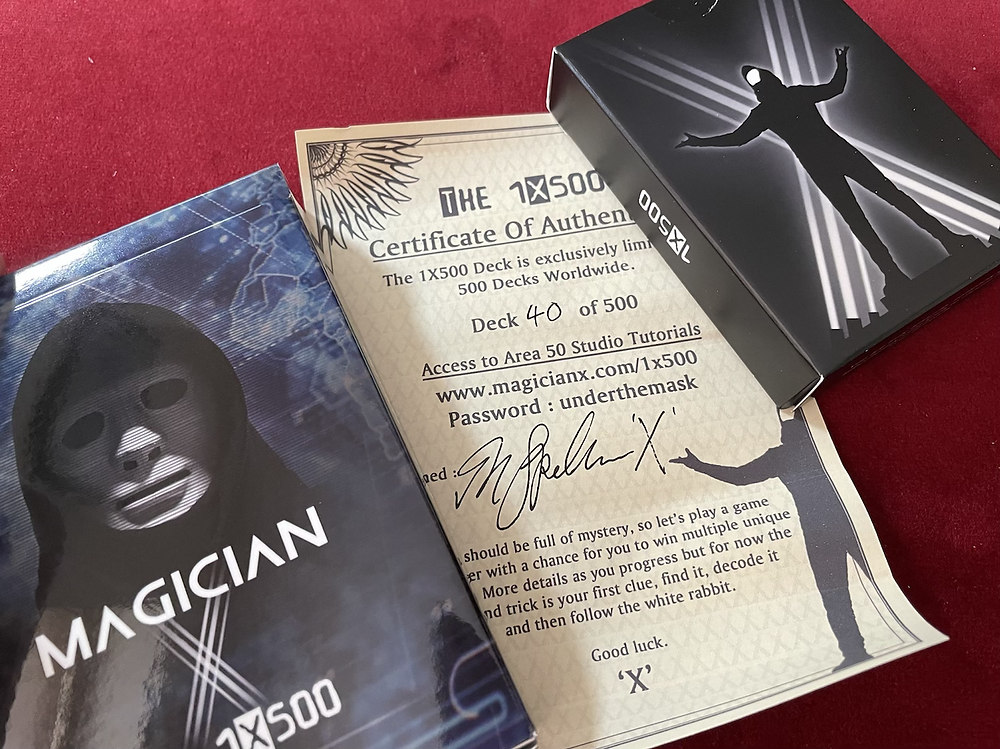 THE 1X500
Certificate Of Authen
The 1X500 Deck is exclusively limi
500 Decks Worldwide.
Deck 40 of 500
Access to Area 50 Studio Tutorials
www.magicianx.com/1x500
Password : underthemask
ned : 'X'
should be full of mystery, so let's play a game
er with a chance for you to win multiple unique
More details as you progress but for now the
nd trick is your first clue, find it, decode it
and then follow the white rabbit.
Good luck.
'X'
MAGICIAN
X
1X500
1X500